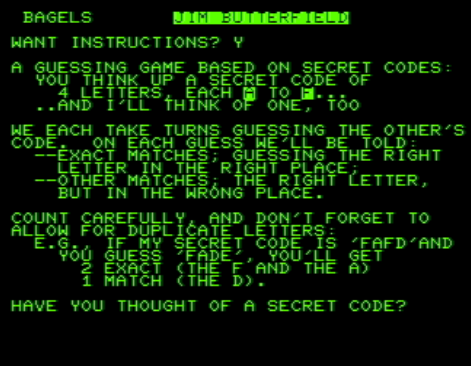 BAGELS JIM BUTTERFIELD
WANT INSTRUCTIONS? Y
A GUESSING GAME BASED ON SECRET CODES:
YOU THINK UP A SECRET CODE OF
4 LETTERS, EACH A TO F...
..AND I'LL THINK OF ONE, TOO
WE EACH TAKE TURNS GUESSING THE OTHER'S
CODE. ON EACH GUESS WE'LL BE TOLD:
--EXACT MATCHES; GUESSING THE RIGHT
LETTER IN THE RIGHT PLACE;
--OTHER MATCHES; THE RIGHT LETTER,
BUT IN THE WRONG PLACE.
COUNT CAREFULLY, AND DON'T FORGET TO
ALLOW FOR DUPLICATE LETTERS:
E.G., IF MY SECRET CODE IS 'FAFD'AND
YOU GUESS 'FADE', YOU'LL GET
2 EXACT (THE F AND THE A)
1 MATCH (THE D).
HAVE YOU THOUGHT OF A SECRET CODE?